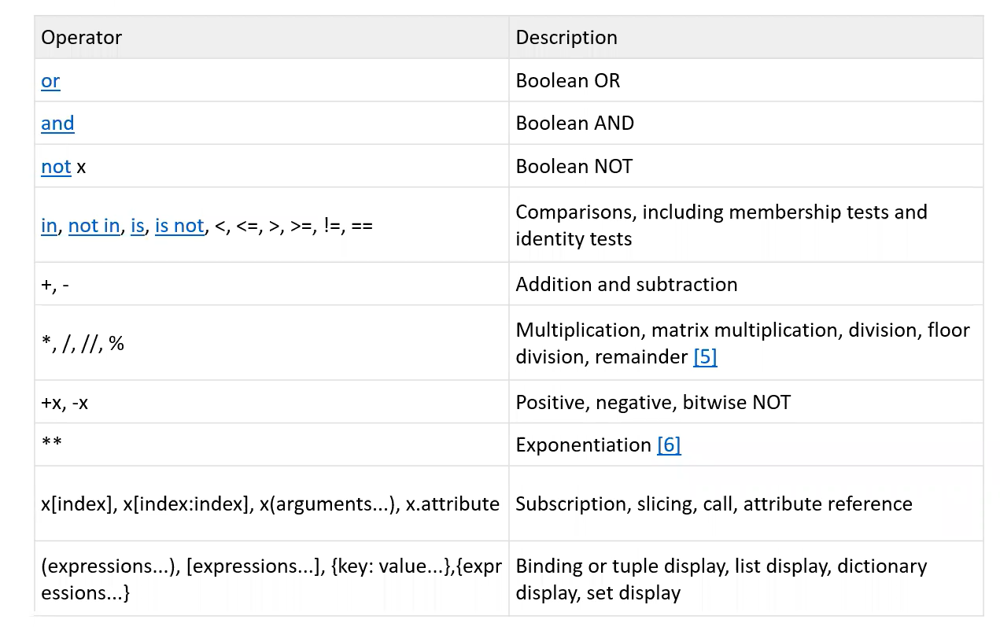 Operator Description
or Boolean OR
and Boolean AND
not x Boolean NOT
in, not in, is, is not, <, <=, >, >=, !=, == Comparisons, including membership tests and
identity tests
+, - Addition and subtraction
*, /, //, % Multiplication, matrix multiplication, division, floor
division, remainder [5]
+x, -x Positive, negative, bitwise NOT
** Exponentiation [6]
x[index], x[index:index], x(arguments...), x.attribute Subscription, slicing, call, attribute reference
(expressions...), [expressions...], {key: value...},{expr Binding or tuple display, list display, dictionary
essions...} display, set display